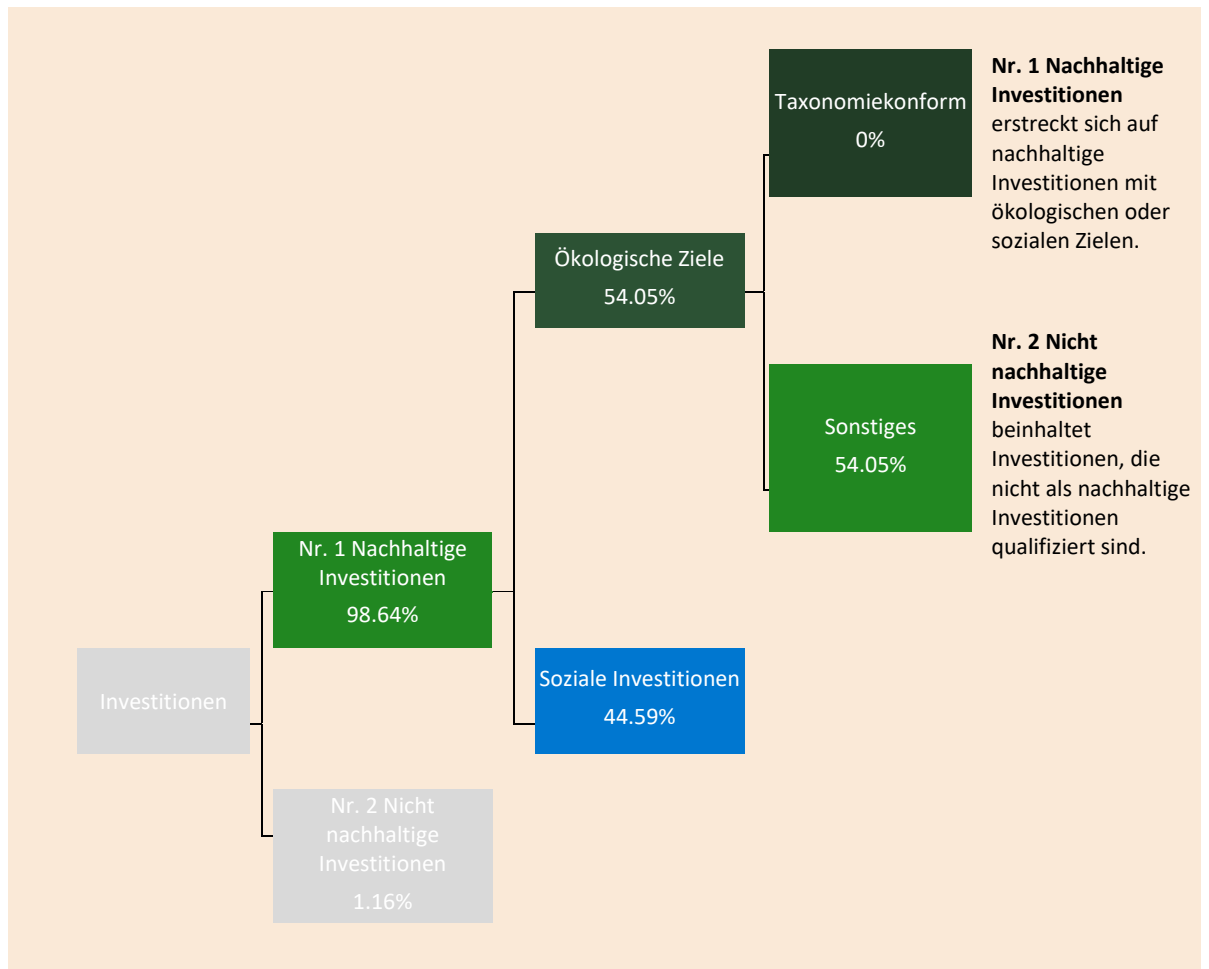 Taxonomiekonform
0%
Nr. 1 Nachhaltige
Investitionen
erstreckt sich auf
nachhaltige
Investitionen mit
ökologischen oder
sozialen Zielen.
Ökologische Ziele
54.05%
Nr. 2 Nicht
nachhaltige
Investitionen
beinhaltet
Investitionen, die
nicht als nachhaltige
Investitionen
qualifiziert sind.
Sonstiges
54.05%
Nr. 1 Nachhaltige
Investitionen
98.64%
Soziale Investitionen
44.59%
Investitionen
Nr. 2 Nicht
nachhaltige
Investitionen
1.16%